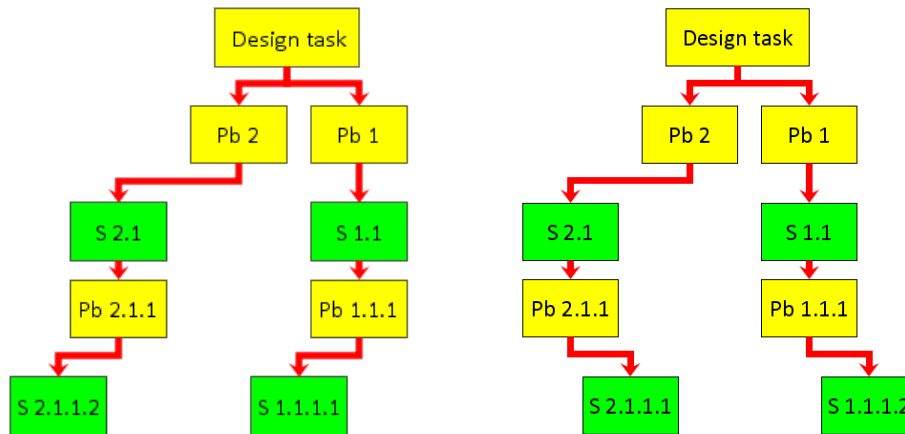 Design task
Pb 2
Pb 1
S 2.1
S 1.1
Pb 2.1.1
Pb 1.1.1
S 2.1.1.2
S 1.1.1.1
Design task
Pb 2
Pb 1
S 2.1
S 1.1
Pb 2.1.1
Pb 1.1.1
S 2.1.1.1
S 1.1.1.2